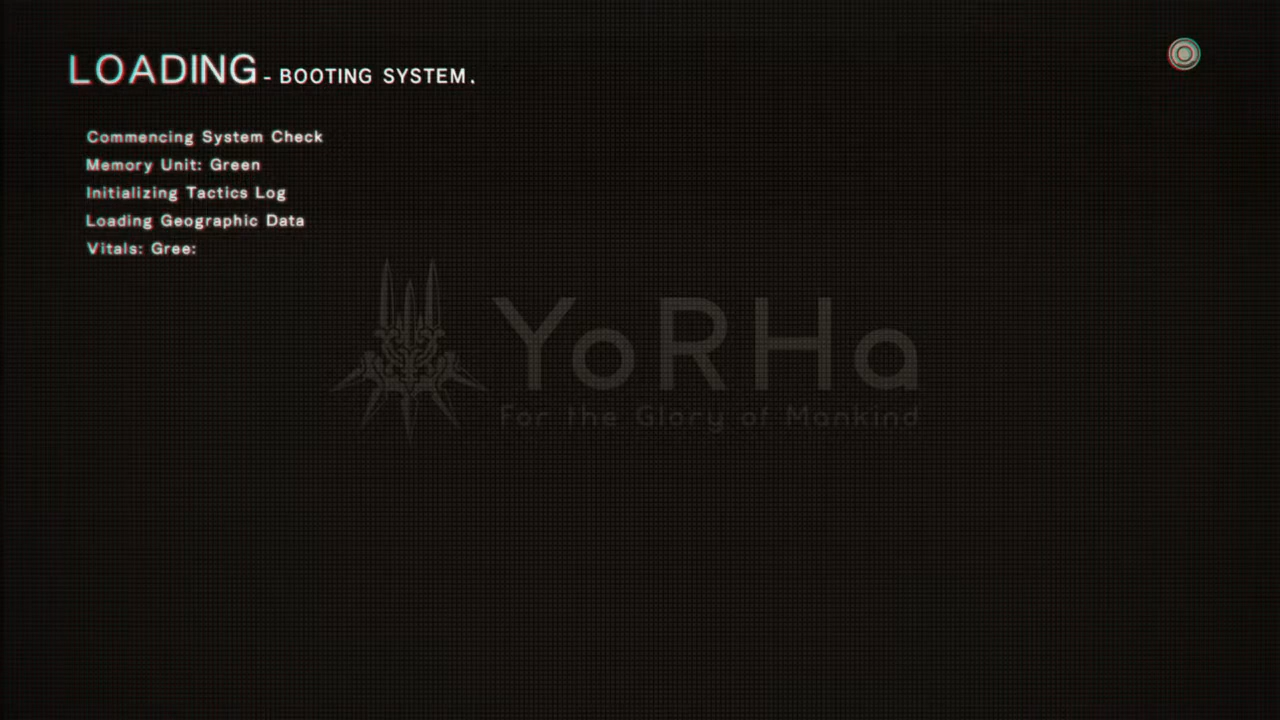 LOADING - BOOTING SYSTEM.
Commencing System Check
Memory Unit: Green
Initializing Tactics Log
Loading Geographic Data
Vitals: Gree:
YoRHa
For the Glory of Mankind